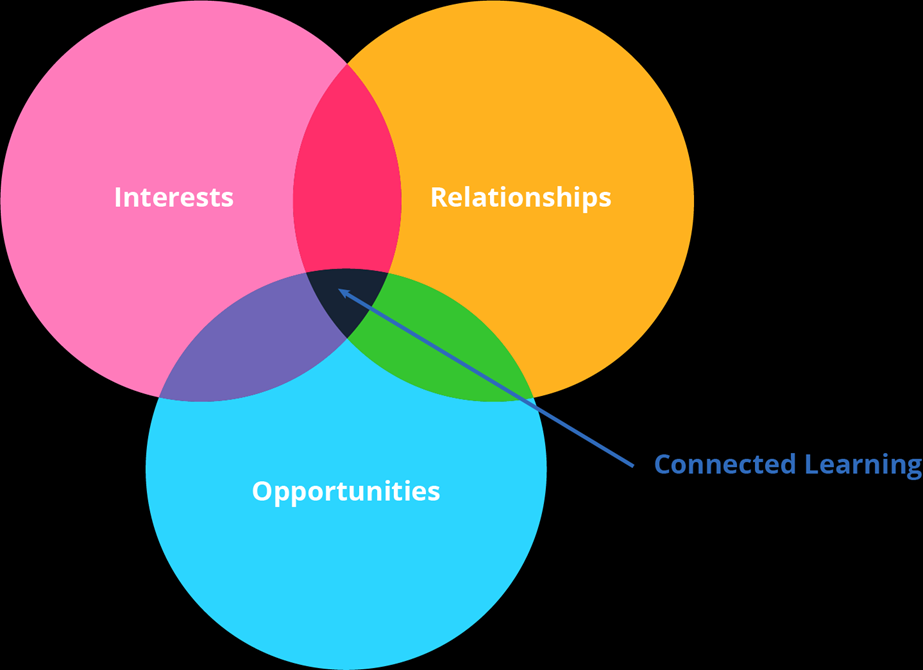 Interests
Relationships
Opportunities
Connected Learning